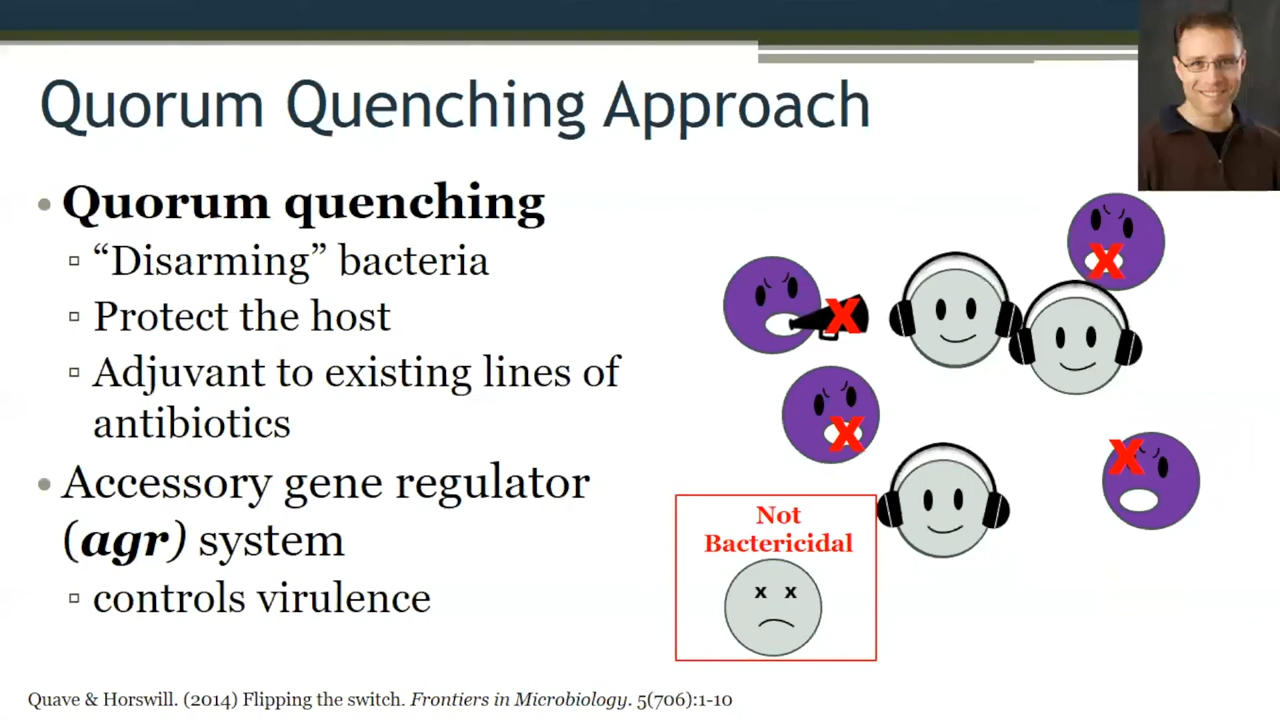 Quorum Quenching Approach
• Quorum quenching
▫ “Disarming” bacteria
▫ Protect the host
▫ Adjuvant to existing lines of
antibiotics
• Accessory gene regulator
(agr) system
▫ controls virulence
X
X
X
X
Not
Bactericidal
x x
Quave & Horswill. (2014) Flipping the switch. Frontiers in Microbiology. 5(706):1-10